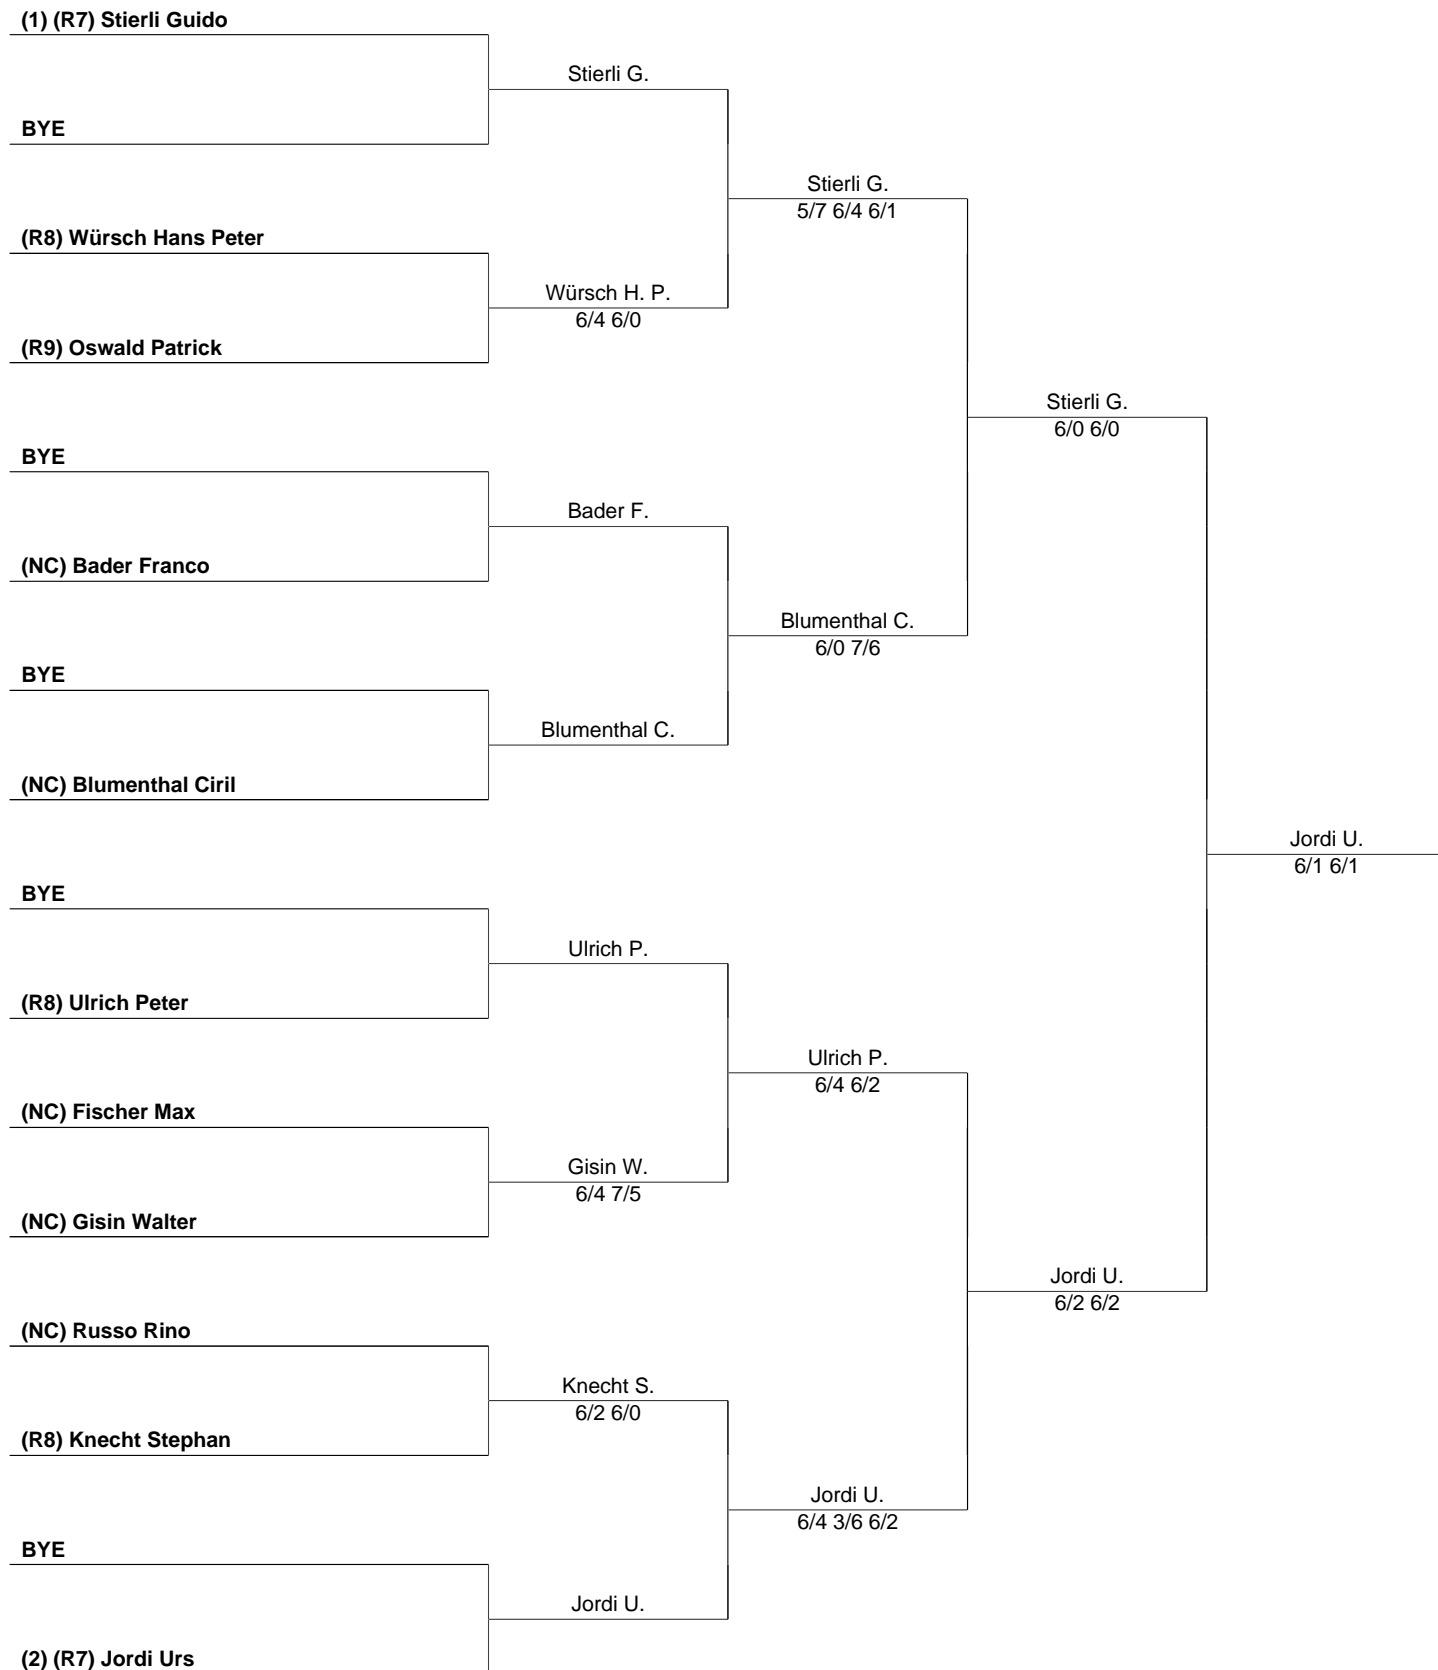 (1) (R7) Stierli Guido
Stierli G.
BYE
Stierli G.
5/7 6/4 6/1
(R8) Würsch Hans Peter
Würsch H. P.
6/4 6/0
(R9) Oswald Patrick
Stierli G.
6/0 6/0
BYE
Bader F.
(NC) Bader Franco
Blumenthal C.
6/0 7/6
BYE
Blumenthal C.
(NC) Blumenthal Ciril
Jordi U.
6/1 6/1
BYE
Ulrich P.
(R8) Ulrich Peter
Ulrich P.
6/4 6/2
(NC) Fischer Max
Gisin W.
6/4 7/5
(NC) Gisin Walter
Jordi U.
6/2 6/2
(NC) Russo Rino
Knecht S.
6/2 6/0
(R8) Knecht Stephan
Jordi U.
6/4 3/6 6/2
BYE
Jordi U.
(2) (R7) Jordi Urs